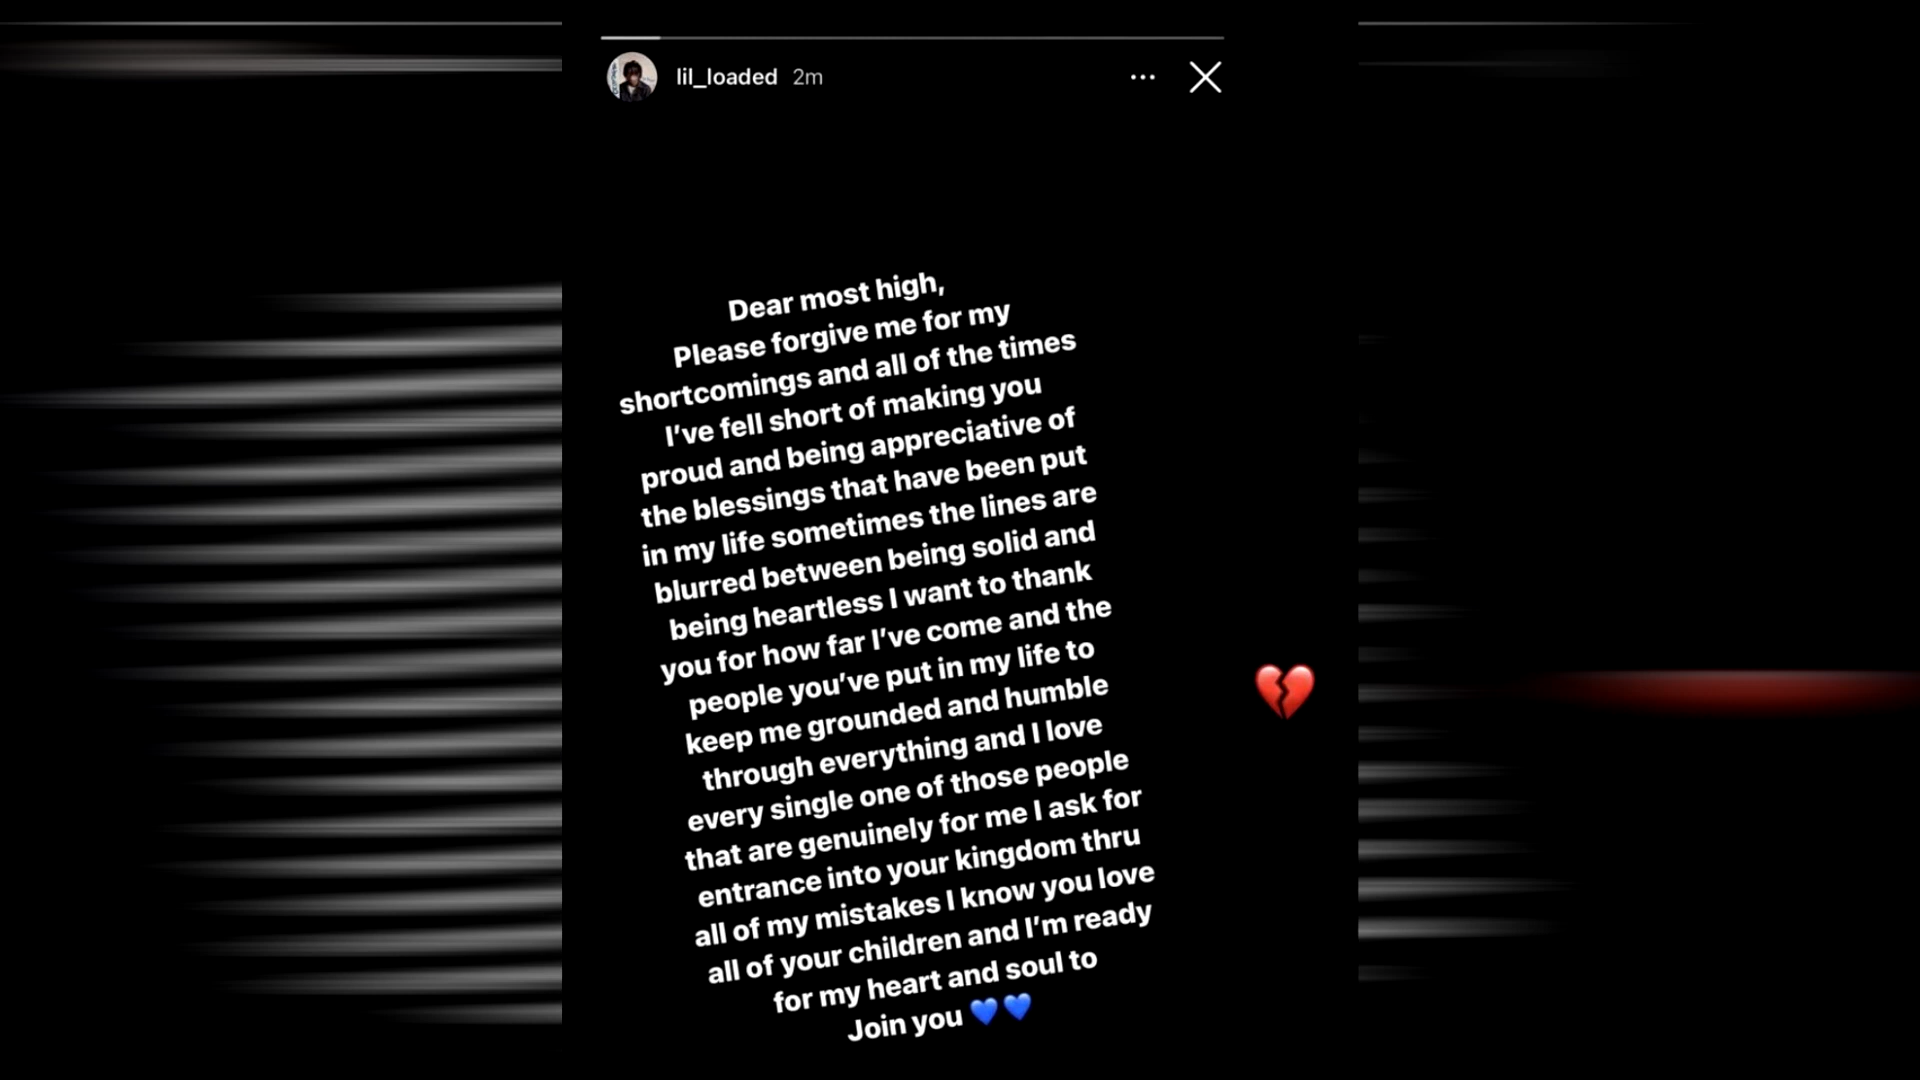 lil_loaded 2m
Dear most high,
Please forgive me for my
shortcomings and all of the times
I've fell short of making you
proud and being appreciative of
the blessings that have been put
in my life sometimes the lines are
blurred between being solid and
being heartless I want to thank
you for how far I've come and the
people you've put in my life to
keep me grounded and humble
through everything and I love
every single one of those people
that are genuinely for me I ask for
entrance into your kingdom thru
all of my mistakes I know you love
all of your children and I'm ready
for my heart and soul to
Join you 💙💙
💔